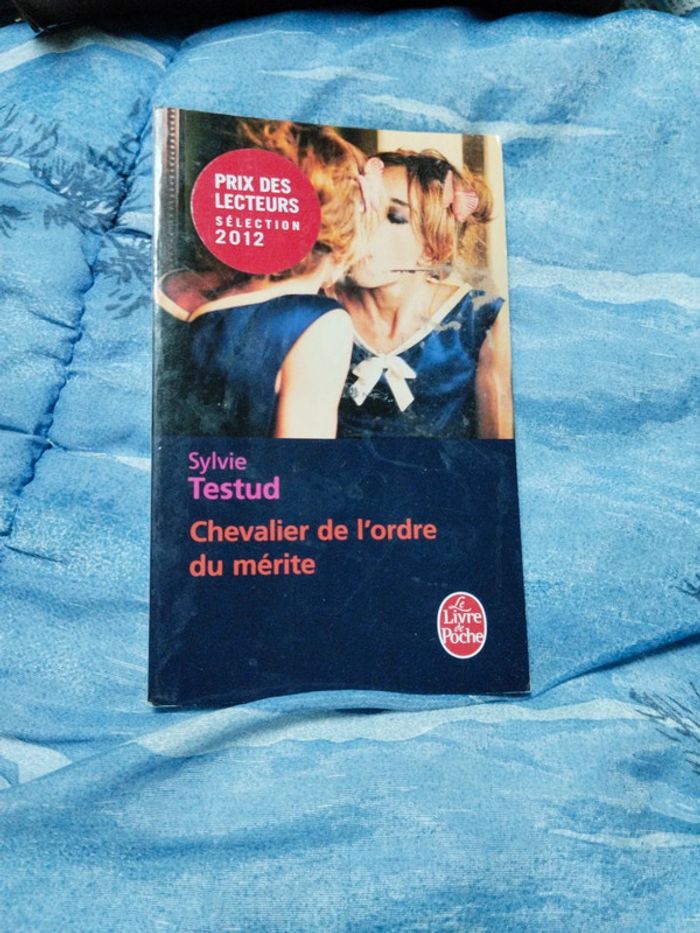 PRIX DES
LECTEURS
SÉLECTION
2012
Sylvie
Testud
Chevalier de l'ordre
du mérite
Le
Livre
de
Poche